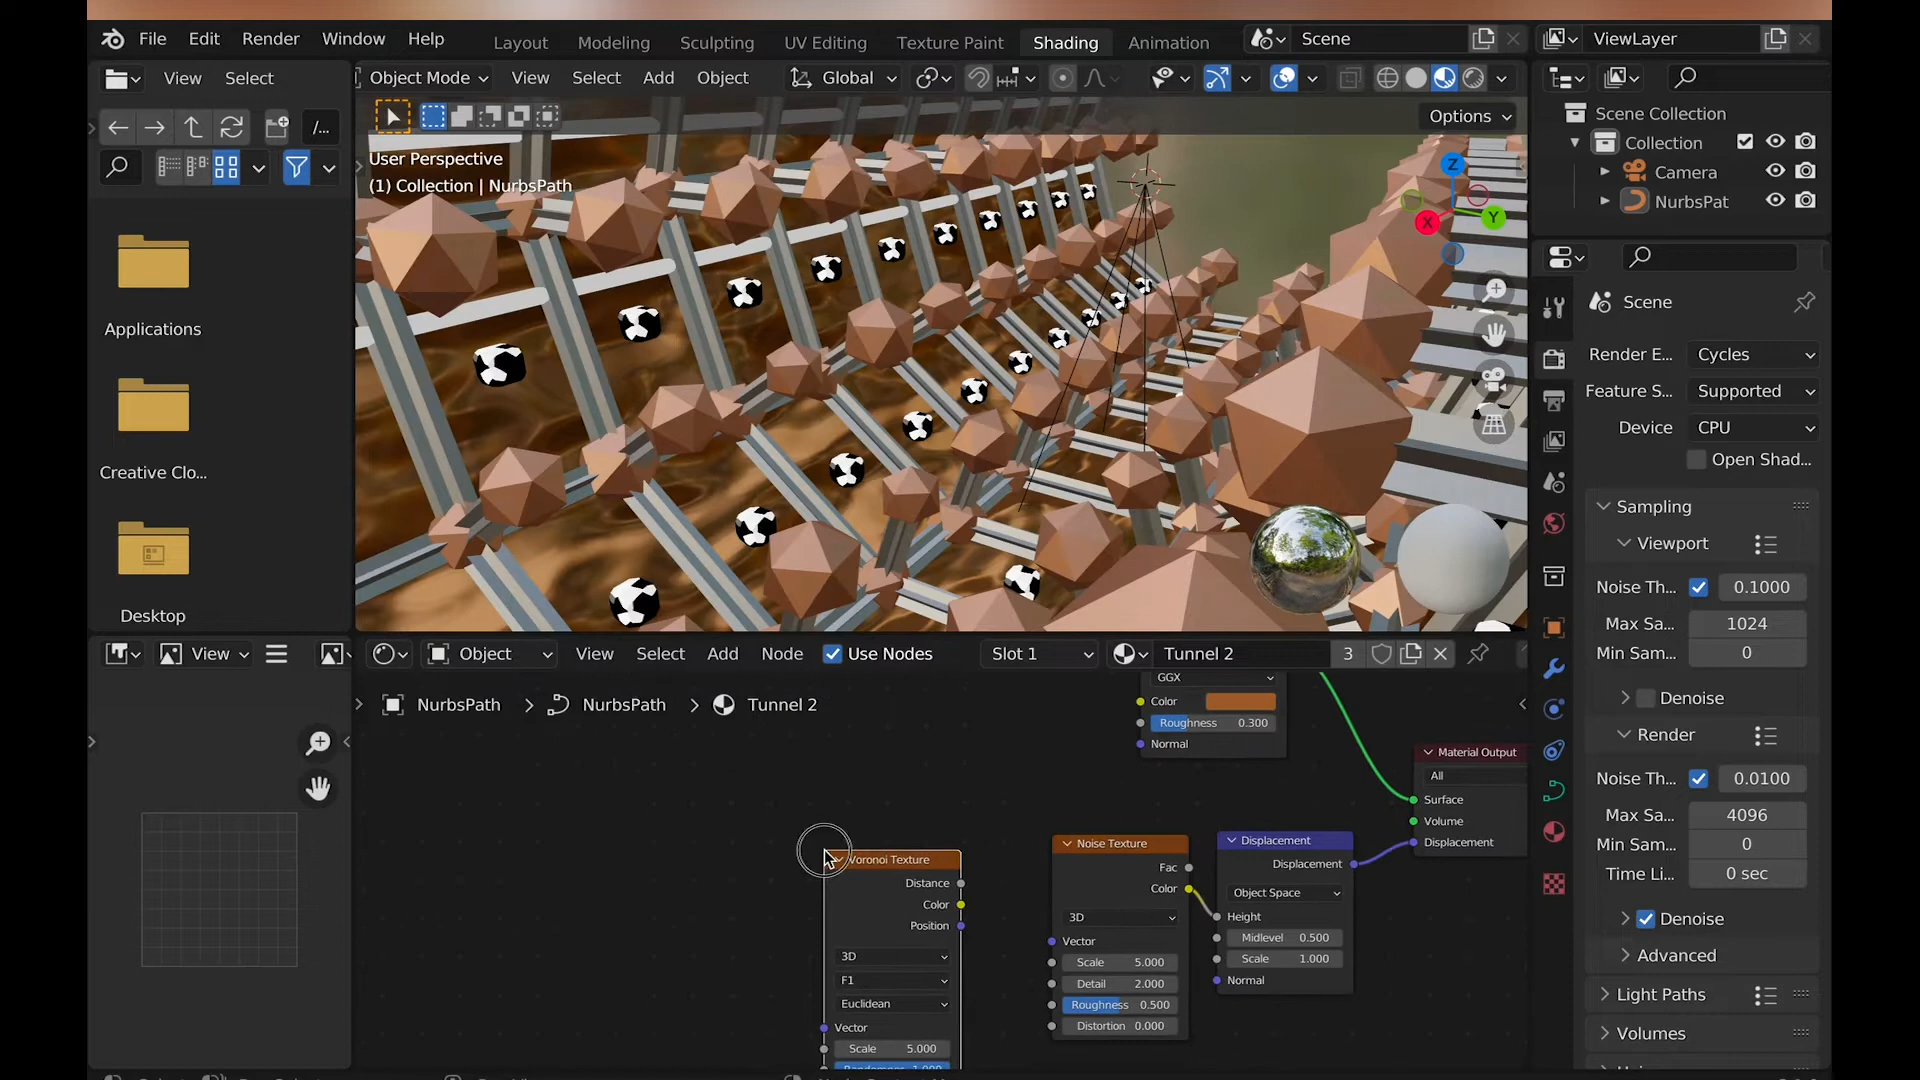 File Edit Render Window Help
Layout Modeling Sculpting UV Editing Texture Paint Shading Animation
Scene
ViewLayer
View Select
Object Mode View Select Add Object Global
Options
/...
User Perspective
(1) Collection | NurbsPath
Z
X
Y
Applications
Creative Clo...
Desktop
Scene Collection
Collection
Camera
NurbsPat
Scene
Render E... Cycles
Feature S... Supported
Device CPU
Open Shad...
Sampling
Viewport
Noise Th... 0.1000
Max Sa... 1024
Min Sam... 0
Denoise
Render
Noise Th... 0.0100
Max Sa... 4096
Min Sam... 0
Time Li... 0 sec
Denoise
Advanced
Light Paths
Volumes
View
Object View Select Add Node Use Nodes Slot 1 Tunnel 2 3
NurbsPath NurbsPath Tunnel 2
GGX
Color
Roughness 0.300
Normal
Material Output
All
Surface
Volume
Displacement
Voronoi Texture
Distance
Color
Position
3D
F1
Euclidean
Vector
Scale 5.000
Noise Texture
Fac
Color
3D
Vector
Scale 5.000
Detail 2.000
Roughness 0.500
Distortion 0.000
Displacement
Displacement
Object Space
Height
Midlevel 0.500
Scale 1.000
Normal